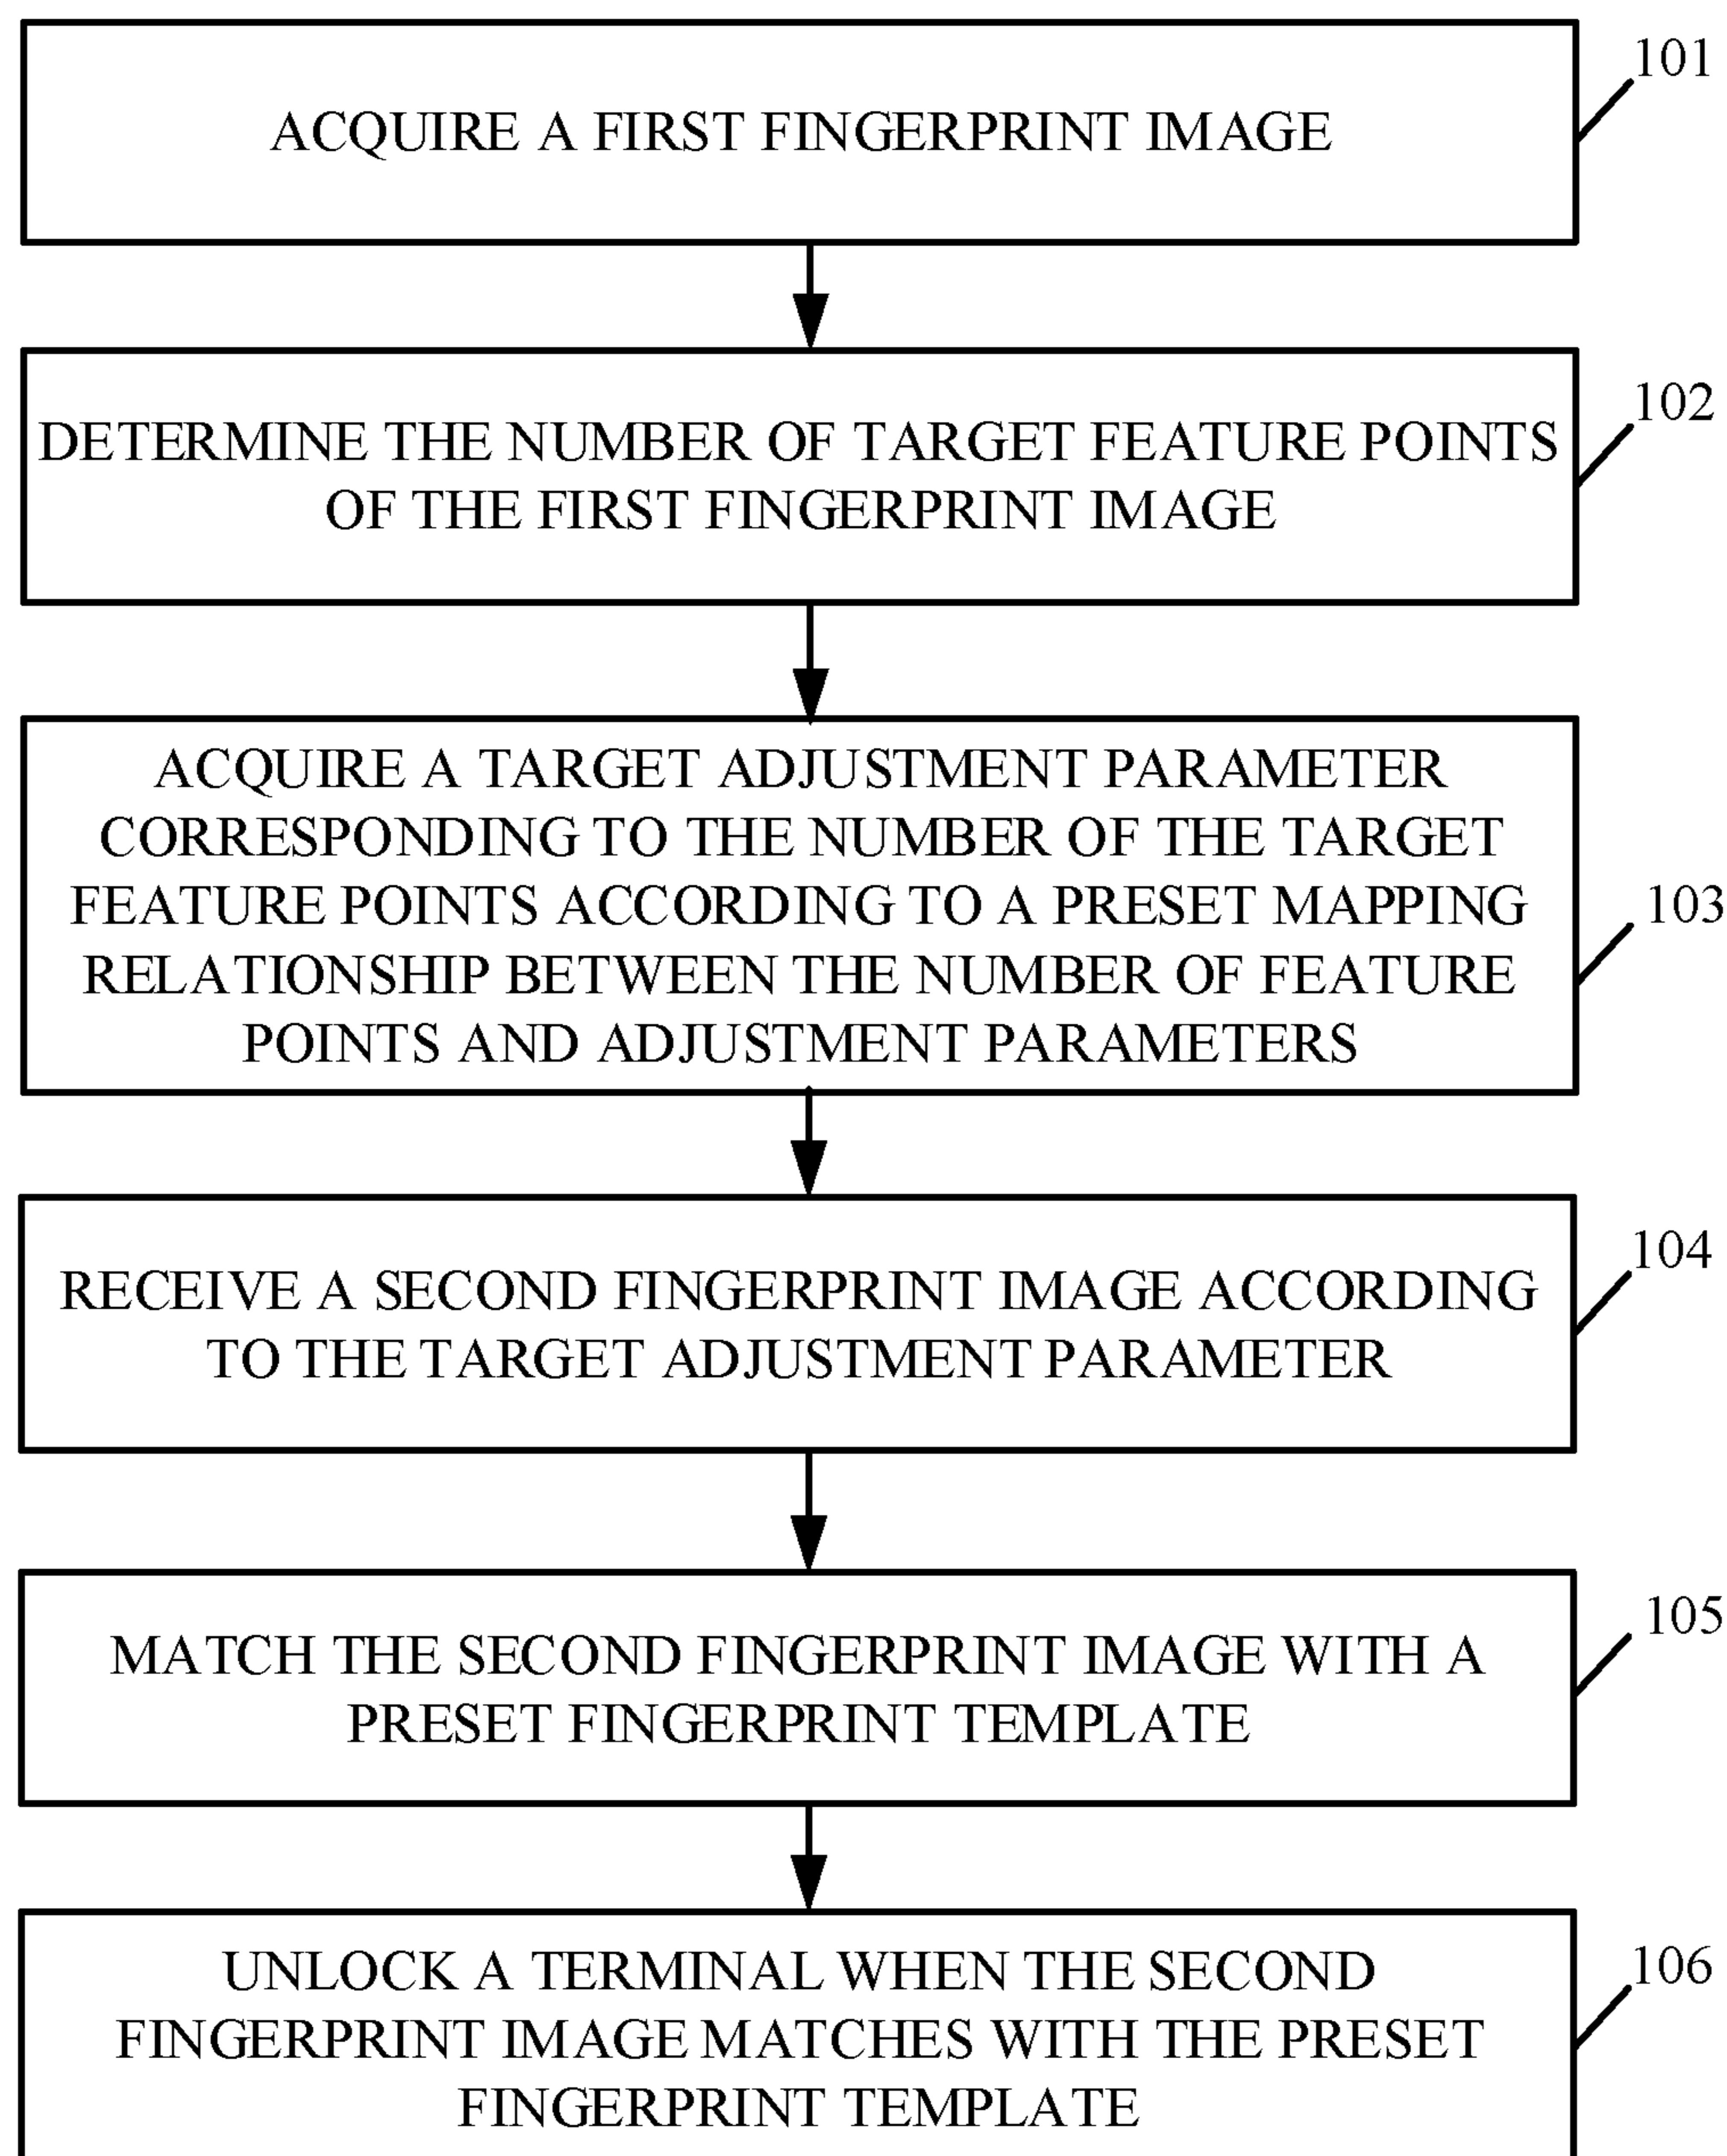 101
ACQUIRE A FIRST FINGERPRINT IMAGE
102
DETERMINE THE NUMBER OF TARGET FEATURE POINTS
OF THE FIRST FINGERPRINT IMAGE
103
ACQUIRE A TARGET ADJUSTMENT PARAMETER
CORRESPONDING TO THE NUMBER OF THE TARGET
FEATURE POINTS ACCORDING TO A PRESET MAPPING
RELATIONSHIP BETWEEN THE NUMBER OF FEATURE
POINTS AND ADJUSTMENT PARAMETERS
104
RECEIVE A SECOND FINGERPRINT IMAGE ACCORDING
TO THE TARGET ADJUSTMENT PARAMETER
105
MATCH THE SECOND FINGERPRINT IMAGE WITH A
PRESET FINGERPRINT TEMPLATE
106
UNLOCK A TERMINAL WHEN THE SECOND
FINGERPRINT IMAGE MATCHES WITH THE PRESET
FINGERPRINT TEMPLATE